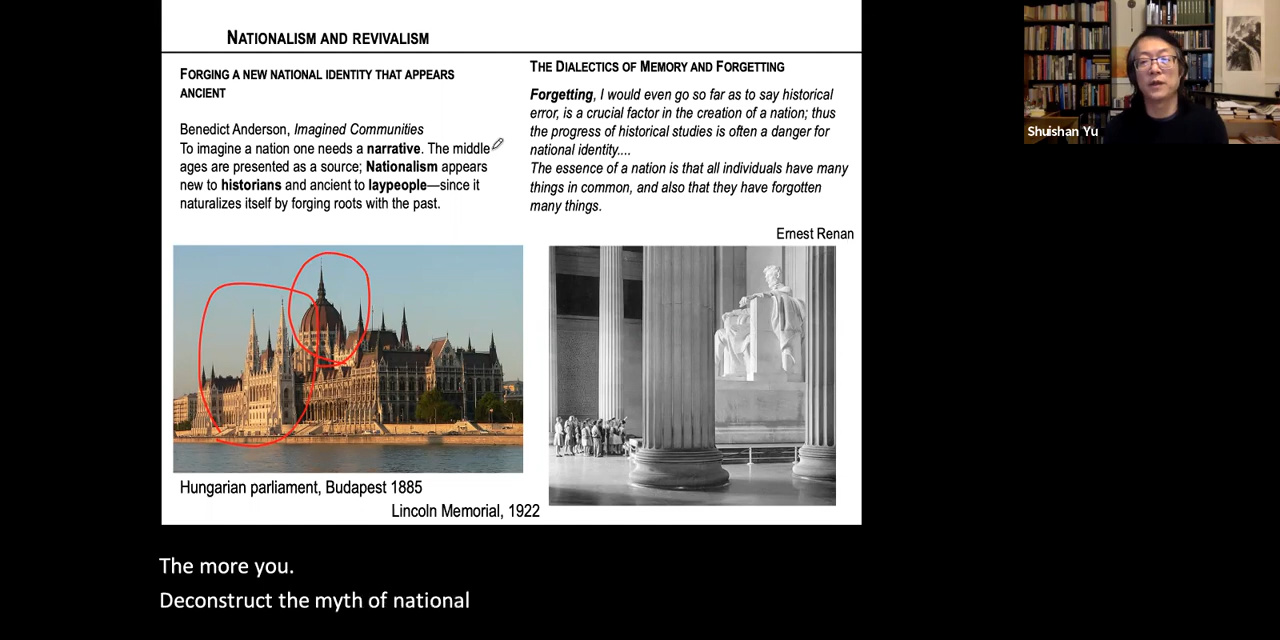 NATIONALISM AND REVIVALISM
FORGING A NEW NATIONAL IDENTITY THAT APPEARS
ANCIENT
Benedict Anderson, Imagined Communities
To imagine a nation one needs a narrative. The middle
ages are presented as a source; Nationalism appears
new to historians and ancient to laypeople—since it
naturalizes itself by forging roots with the past.
THE DIALECTICS OF MEMORY AND FORGETTING
Forgetting, I would even go so far as to say historical
error, is a crucial factor in the creation of a nation; thus
the progress of historical studies is often a danger for
national identity....
The essence of a nation is that all individuals have many
things in common, and also that they have forgotten
many things.
Ernest Renan
Hungarian parliament, Budapest 1885
Lincoln Memorial, 1922
Shuishan Yu
The more you.
Deconstruct the myth of national